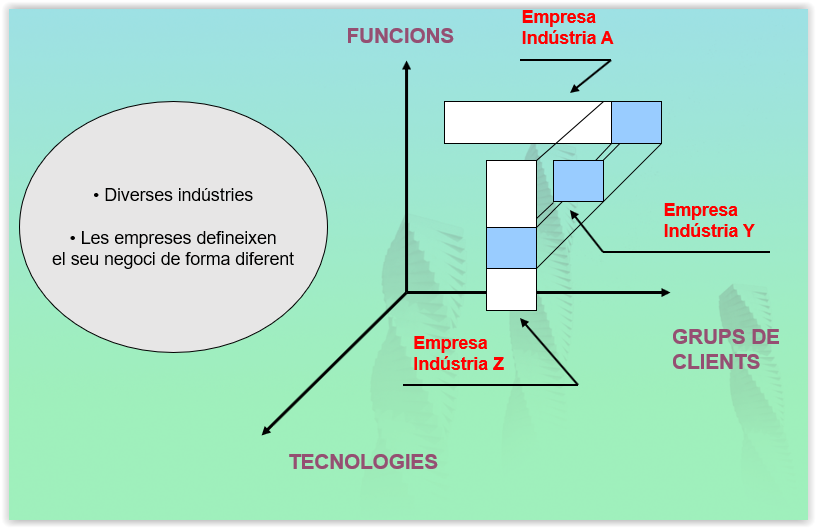 FUNCIONS
Empresa
Indústria A
• Diverses indústries
• Les empreses defineixen
el seu negoci de forma diferent
Empresa
Indústria Y
Empresa
Indústria Z
GRUPS DE
CLIENTS
TECNOLOGIES